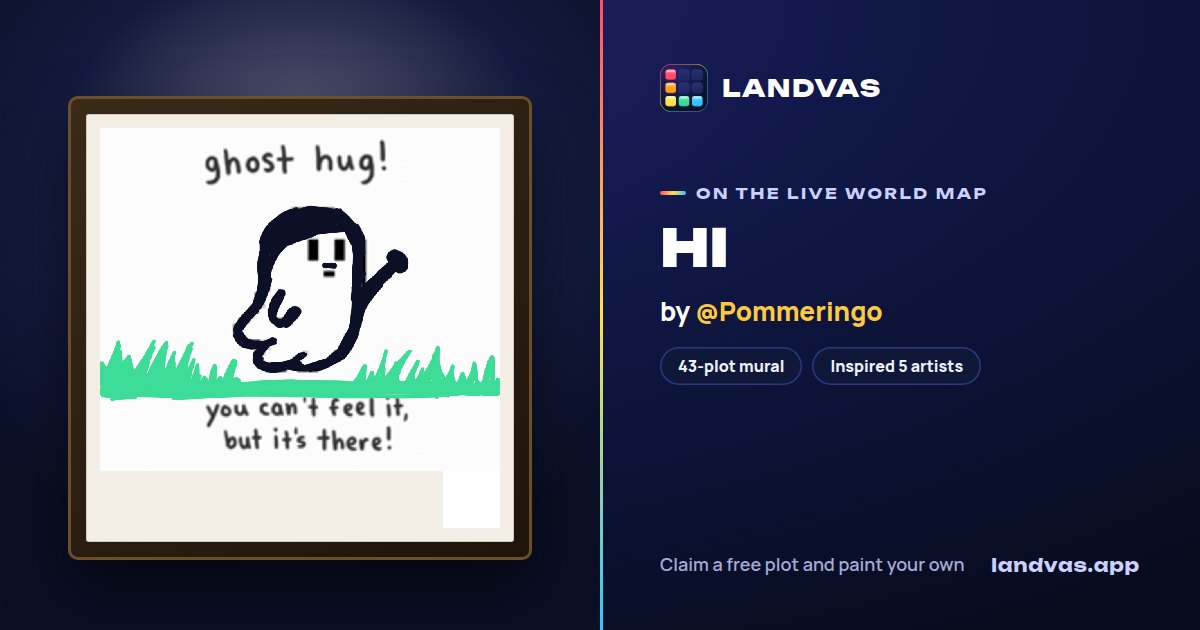 ghost hug!
you can't feel it,
but it's there!
LANDVAS
ON THE LIVE WORLD MAP
HI
by @Pommeringo
43-plot mural
Inspired 5 artists
Claim a free plot and paint your own
landvas.app